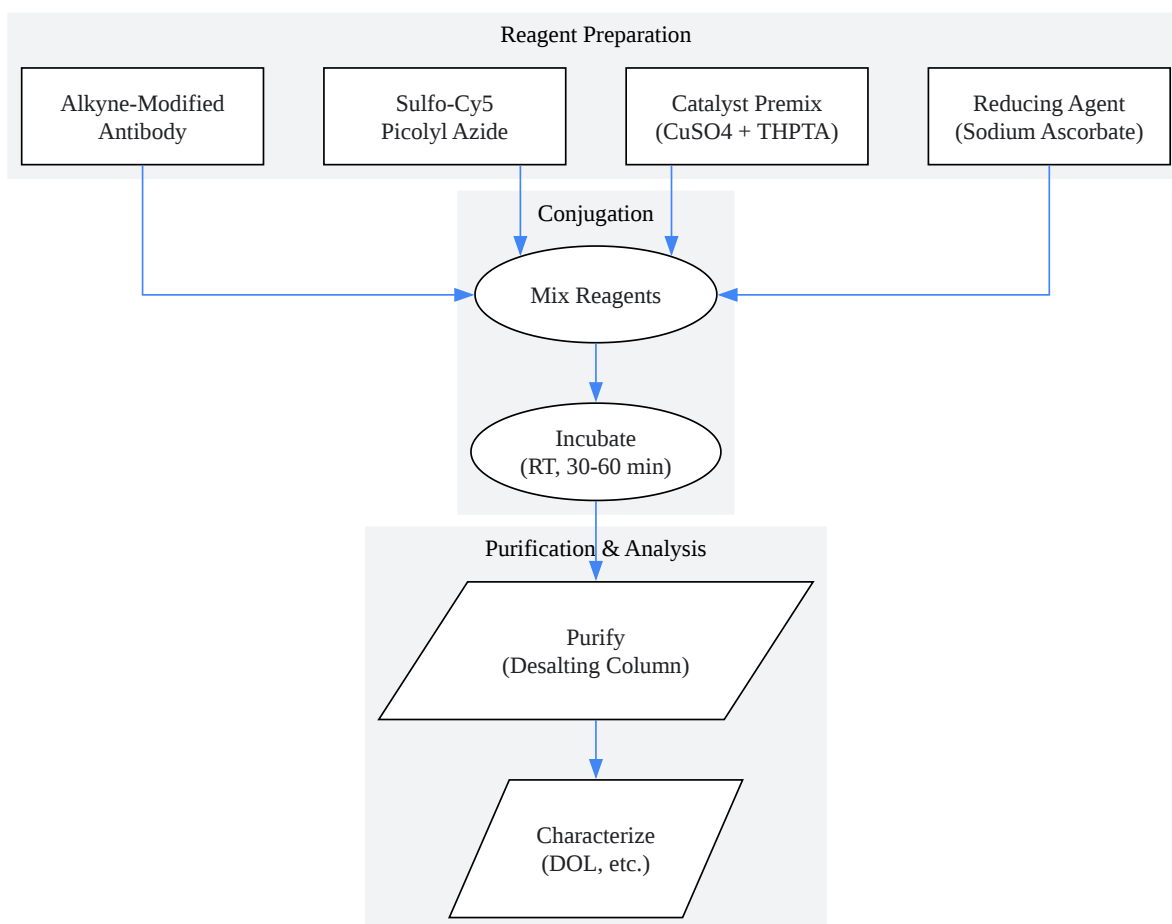 Reagent Preparation
Alkyne-Modified
Antibody
Sulfo-Cy5
Picolyl Azide
Catalyst Premix
(CuSO4 + THPTA)
Reducing Agent
(Sodium Ascorbate)
Conjugation
Mix Reagents
Incubate
(RT, 30-60 min)
Purification & Analysis
Purify
(Desalting Column)
Characterize
(DOL, etc.)